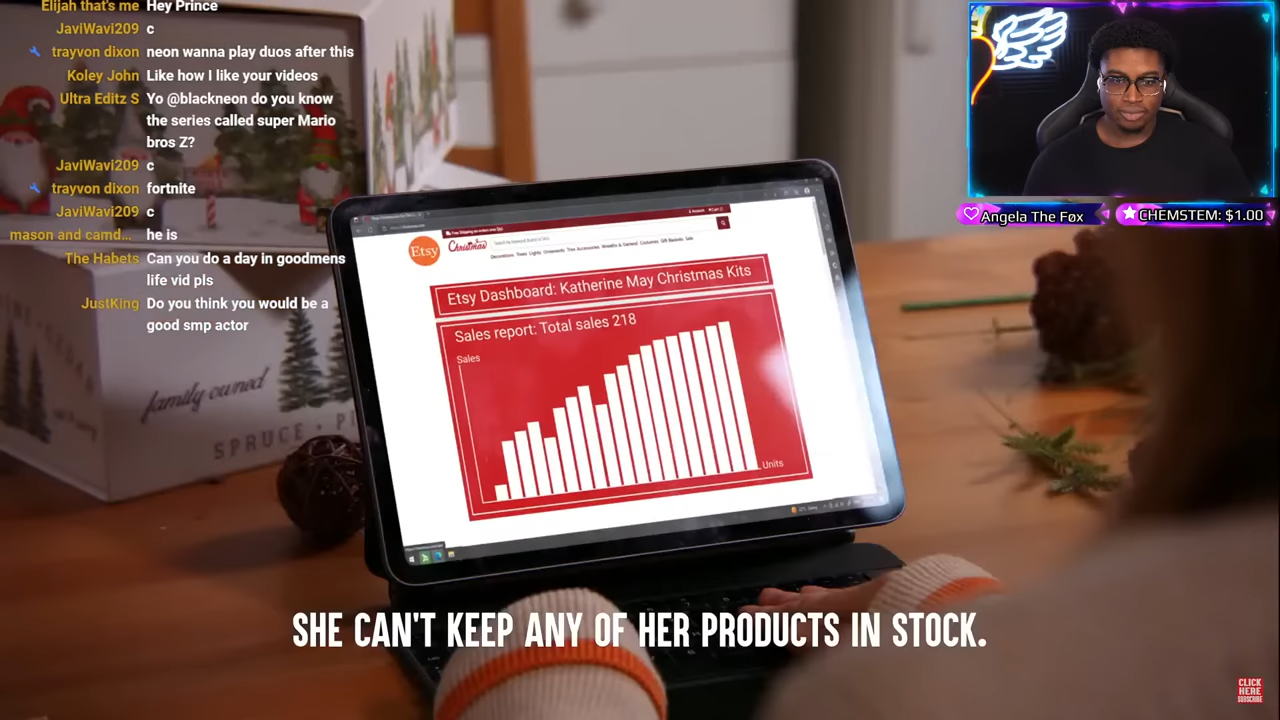 Elijah that's me Hey Prince
JaviWavi209 c
trayvon dixon neon wanna play duos after this
Koley John Like how I like your videos
Ultra Editz S Yo @blackneon do you know
the series called super Mario
bros Z?
JaviWavi209 c
trayvon dixon fortnite
JaviWavi209 c
mason and camd... he is
The Habets Can you do a day in goodmens
life vid pls
JustKing Do you think you would be a
good smp actor
Angela The Føx
CHEMSTEM: $1.00
family owned
SPRUCE
Etsy
Christmas
Etsy Dashboard: Katherine May Christmas Kits
Sales report: Total sales 218
Sales
Units
SHE CAN'T KEEP ANY OF HER PRODUCTS IN STOCK.
CLICK
HERE
SUBSCRIBE